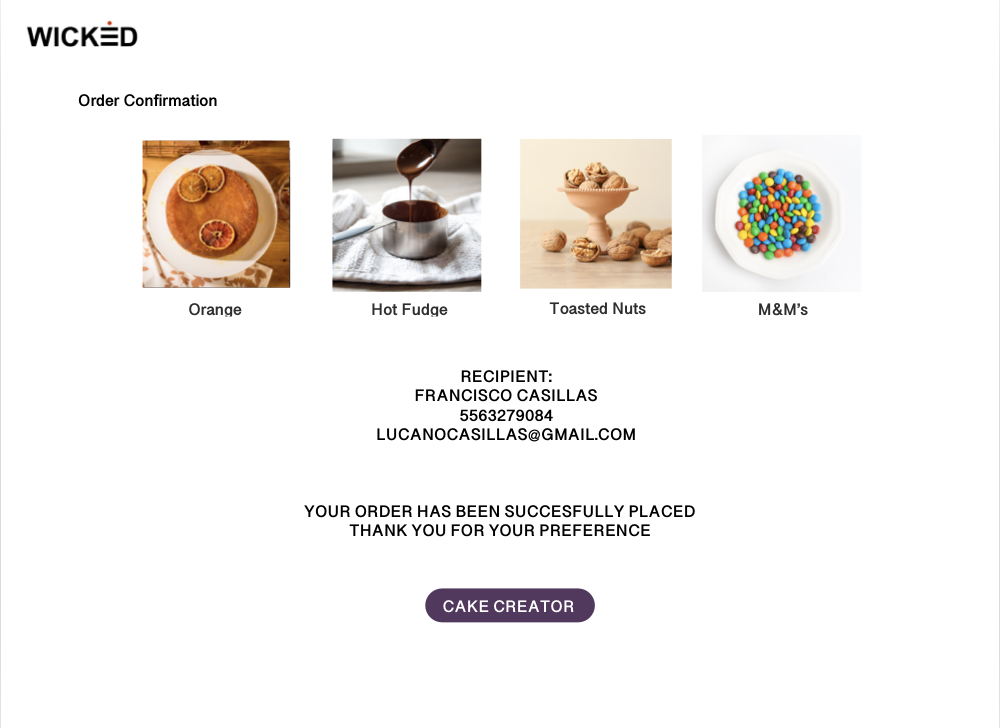 WICKED
Order Confirmation
Orange
Hot Fudge
Toasted Nuts
M&M’s
RECIPIENT:
FRANCISCO CASILLAS
5563279084
LUCANOCASILLAS@GMAIL.COM
YOUR ORDER HAS BEEN SUCCESFULLY PLACED
THANK YOU FOR YOUR PREFERENCE
CAKE CREATOR